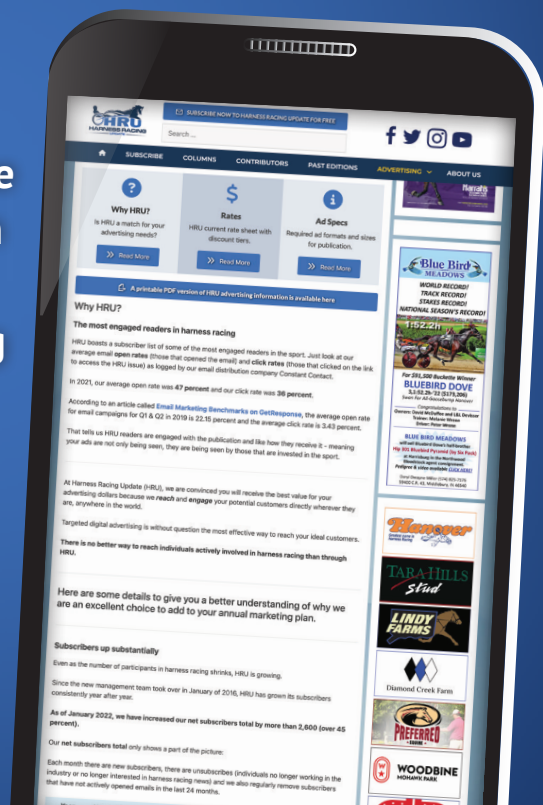 e
g
HRU
HARNESS RACING
UPDATE
SUBSCRIBE NOW TO HARNESS RACING UPDATE FOR FREE
Search ...
SUBSCRIBE
COLUMNS
CONTRIBUTORS
PAST EDITIONS
ADVERTISING
ABOUT US
Why HRU?
Is HRU a match for your
advertising needs?
Read More
Rates
HRU current rate sheet with
discount tiers.
Read More
Ad Specs
Required ad formats and sizes
for publication.
Read More
A printable PDF version of HRU advertising information is available here
Why HRU?
The most engaged readers in harness racing
HRU boasts a subscriber list of some of the most engaged readers in the sport. Just look at our
average email open rates (those that opened the email) and click rates (those that clicked on the link
to access the HRU issue) as logged by our email distribution company Constant Contact.
In 2021, our average open rate was 47 percent and our click rate was 36 percent.
According to an article called Email Marketing Benchmarks on GetResponse, the average open rate
for email campaigns for Q1 & Q2 in 2019 is 22.15 percent and the average click rate is 3.43 percent.
That tells us HRU readers are engaged with the publication and like how they receive it - meaning
your ads are not only being seen, they are being seen by those that are invested in the sport.
At Harness Racing Update (HRU), we are convinced you will receive the best value for your
advertising dollars because we reach and engage your potential customers directly wherever they
are, anywhere in the world.
Targeted digital advertising is without question the most effective way to reach your ideal customers.
There is no better way to reach individuals actively involved in harness racing than through
HRU.
Here are some details to give you a better understanding of why we
are an excellent choice to add to your annual marketing plan.
Subscribers up substantially
Even as the number of participants in harness racing shrinks, HRU is growing.
Since the new management team took over in January of 2016, HRU has grown its subscribers
consistently year after year.
As of January 2022, we have increased our net subscribers total by more than 2,600 (over 45
percent).
Our net subscribers total only shows a part of the picture:
Each month there are new subscribers, there are unsubscribes (individuals no longer working in the
industry or no longer interested in harness racing news) and we also regularly remove subscribers
that have not actively opened emails in the last 24 months.
Harrah's
Blue Bird
MEADOWS
WORLD RECORD!
TRACK RECORD!
STAKES RECORD!
NATIONAL SEASON'S RECORD!
1:52.2h
For $91,500 Buckette Winner
BLUEBIRD DOVE
3,1:52.2h-'22 ($173,206)
Congratulations to
BLUE BIRD MEADOWS
Hanover
TARA HILLS
Stud
LINDY
FARMS
Diamond Creek Farm
PREFERRED
EQUINE
WOODBINE
MOHAWK PARK